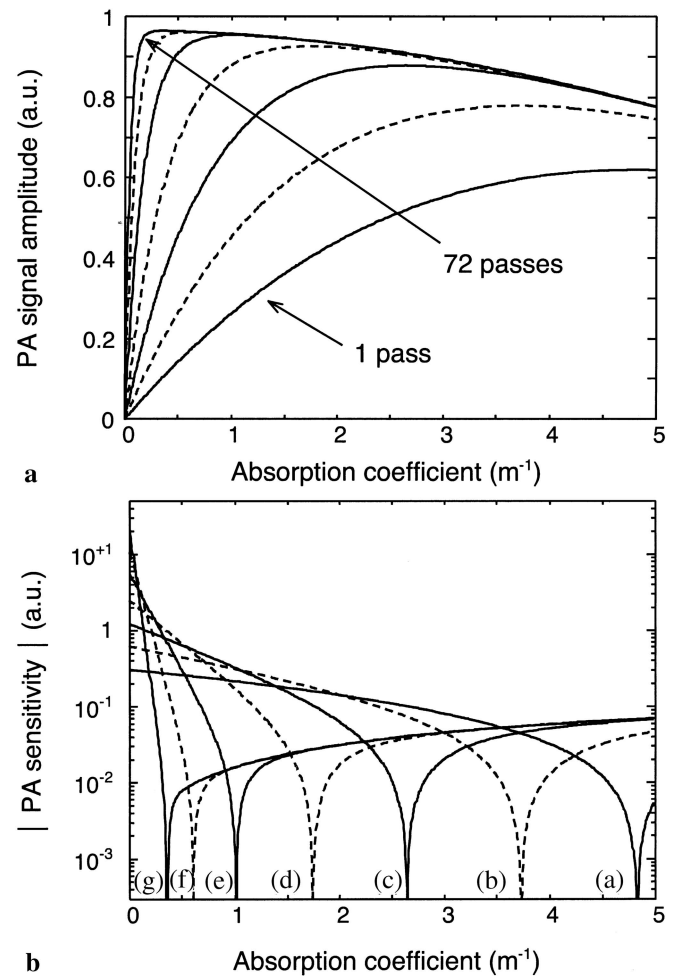 PA signal amplitude (a.u.)
1
0.8
0.6
0.4
0.2
0
72 passes
1 pass
0 1 2 3 4 5
Absorption coefficient (m⁻¹)
a
| PA sensitivity | (a.u.)
10⁺¹
1
10⁻¹
10⁻²
10⁻³
(g) (f) (e) (d) (c) (b) (a)
0 1 2 3 4 5
Absorption coefficient (m⁻¹)
b